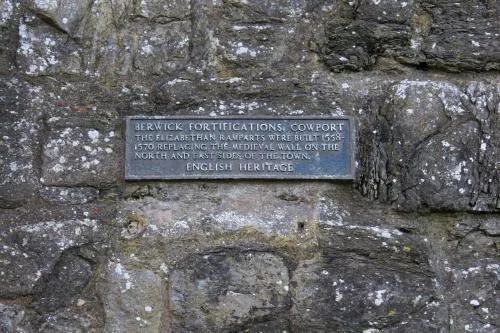 BERWICK FORTIFICATIONS, COWPORT
THE ELIZABETHAN RAMPARTS WERE BUILT 1558-
1570 REPLACING THE MEDIEVAL WALL ON THE
NORTH AND EAST SIDES OF THE TOWN.
ENGLISH HERITAGE